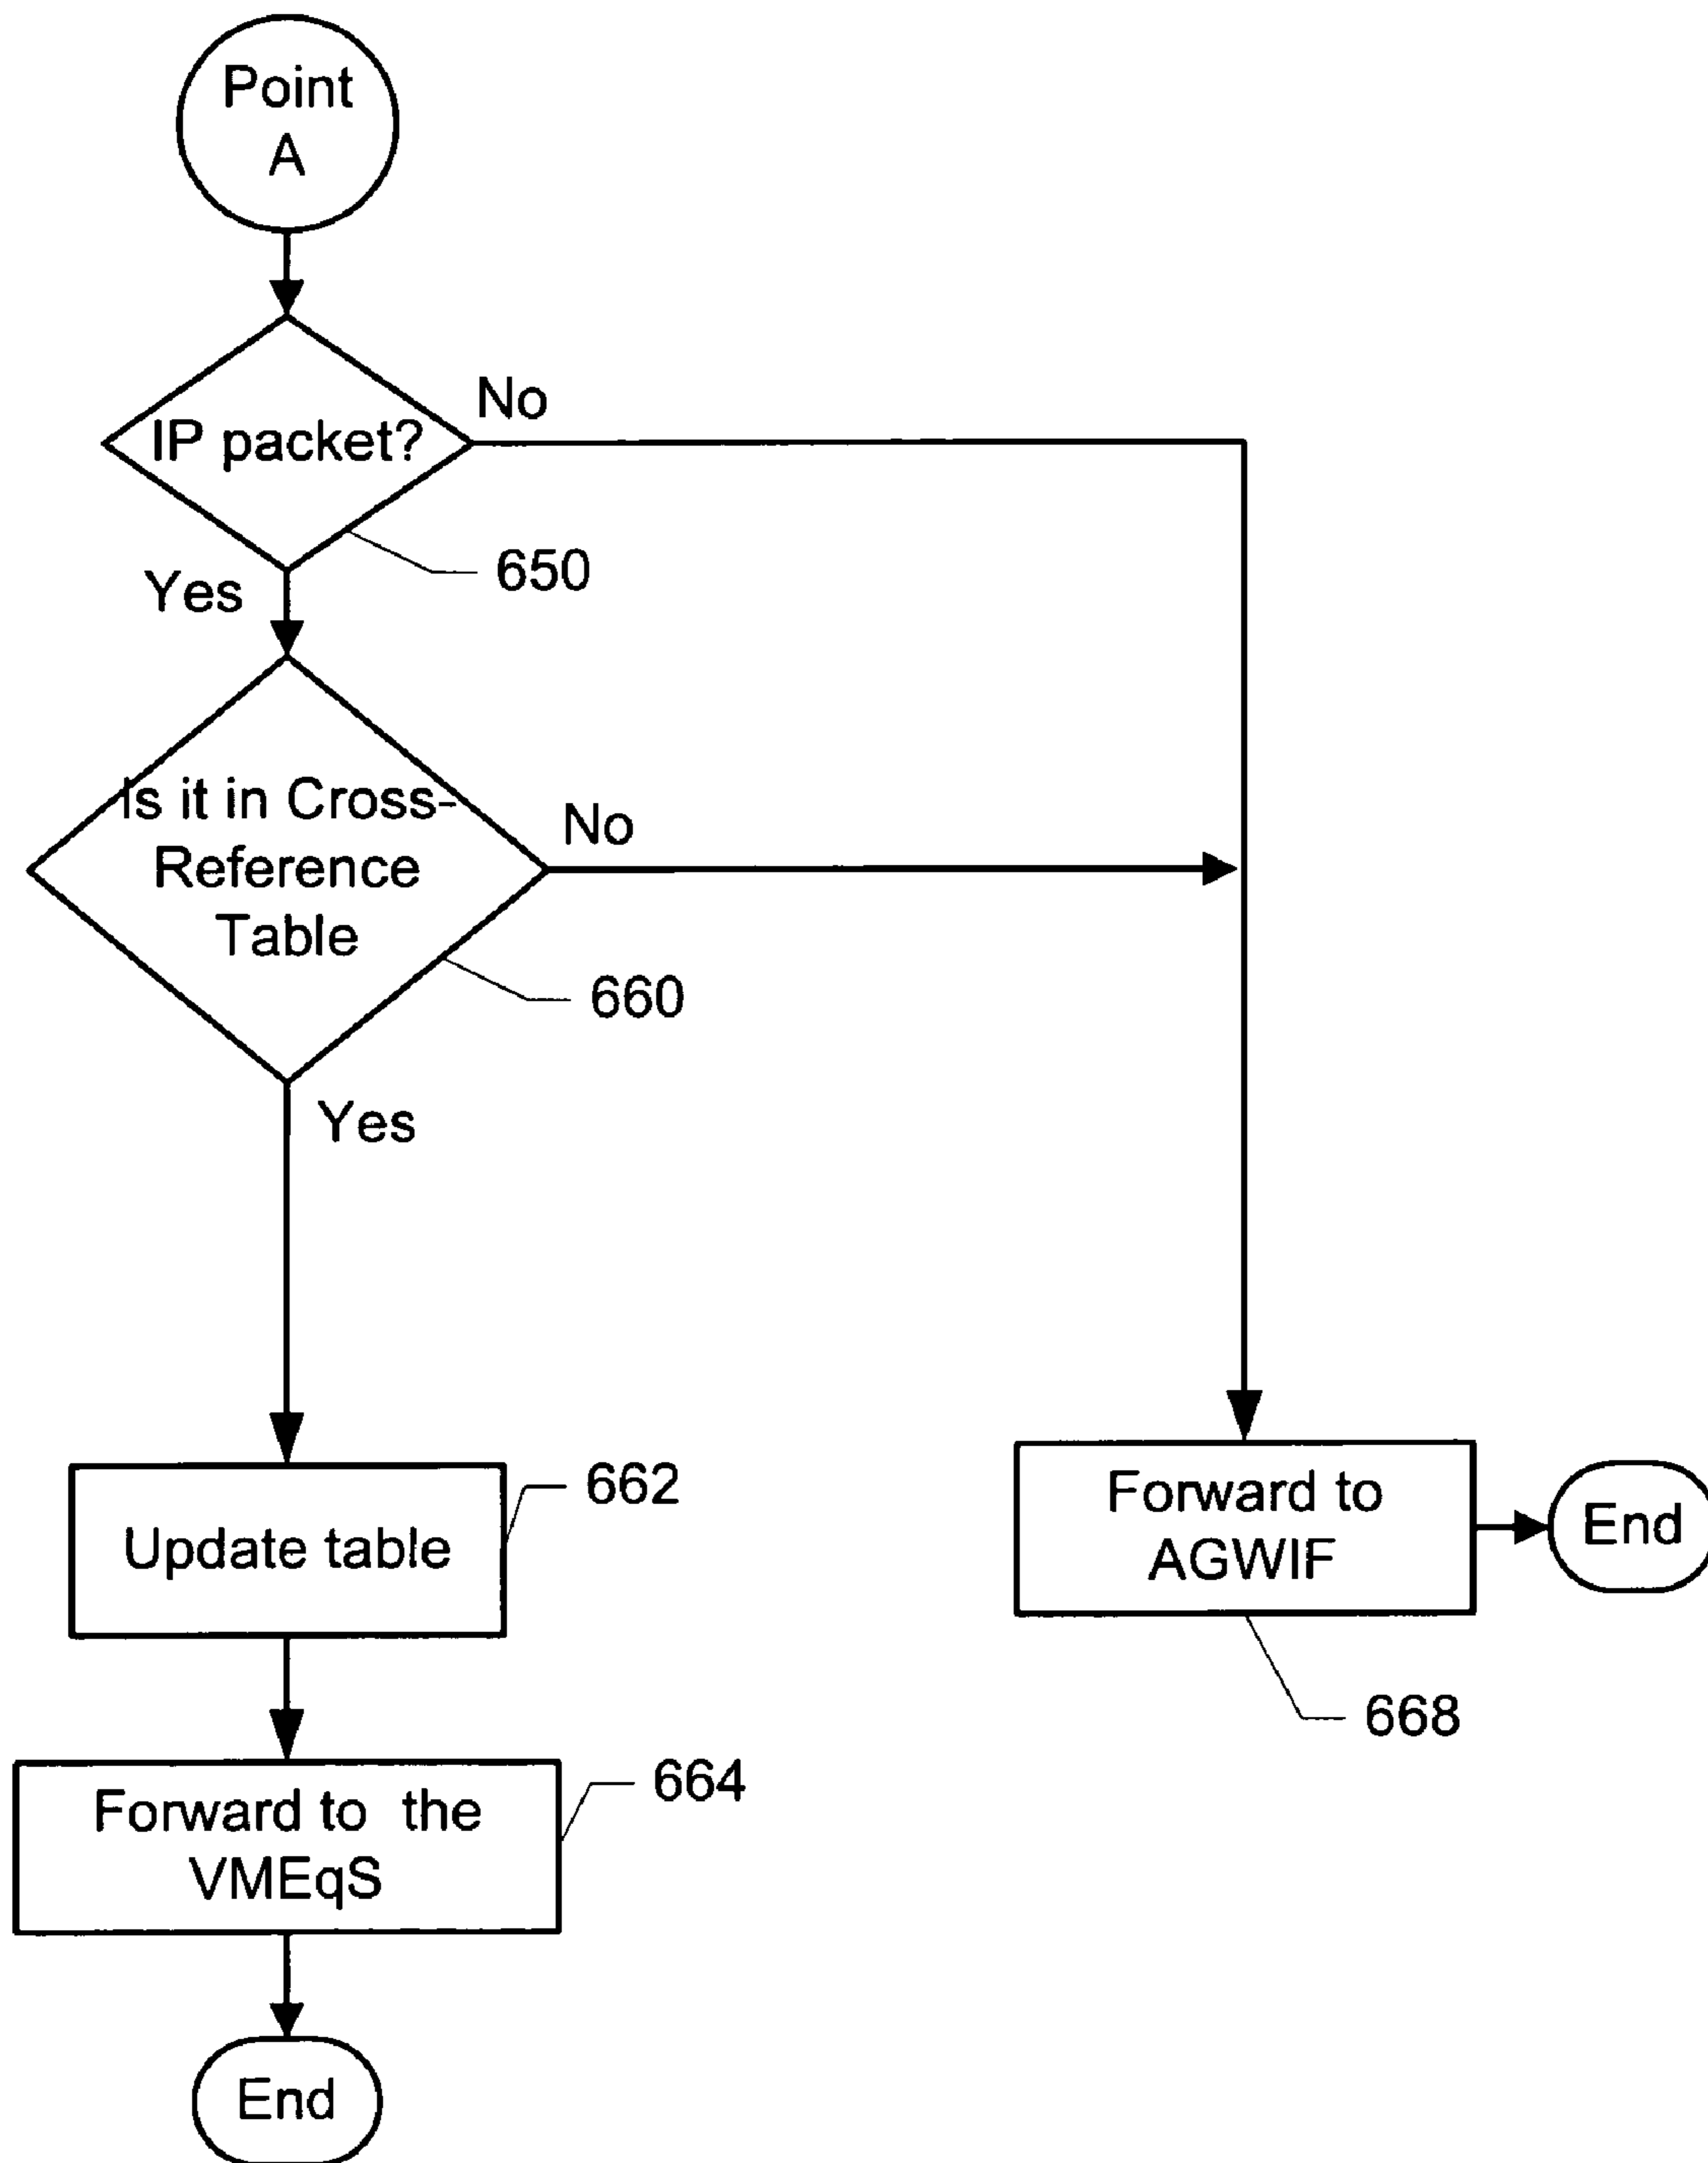 Point
A
IP packet?
No
650
Yes
Is it in Cross-
Reference
Table
No
660
Yes
Update table
662
Forward to
AGWIF
End
668
Forward to  the
VMEqS
664
End